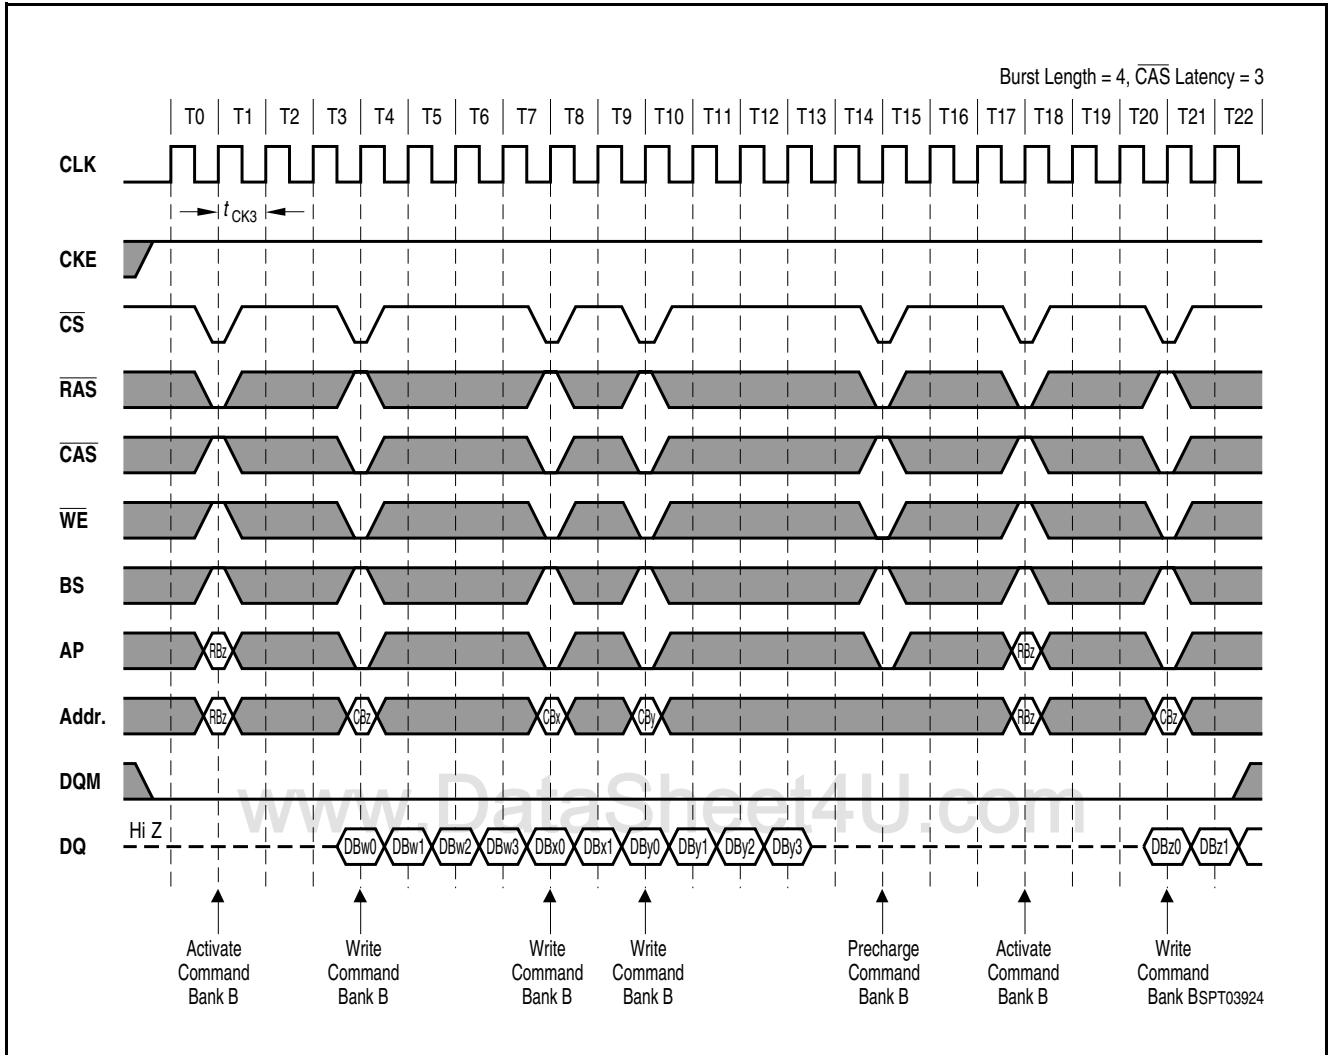 Burst Length = 4, CAS Latency = 3
T0 T1 T2 T3 T4 T5 T6 T7 T8 T9 T10 T11 T12 T13 T14 T15 T16 T17 T18 T19 T20 T21 T22
CLK
t CK3
CKE
CS
RAS
CAS
WE
BS
AP RBz RBz
Addr. RBz CBz CBx CBy RBz CBz
DQM
www.DataSheet4U.com
Hi Z
DQ DBw0 DBw1 DBw2 DBw3 DBx0 DBx1 DBy0 DBy1 DBy2 DBy3 DBz0 DBz1
Activate Write Write Write Precharge Activate Write
Command Command Command Command Command Command Command
Bank B Bank B Bank B Bank B Bank B Bank B Bank B SPT03924